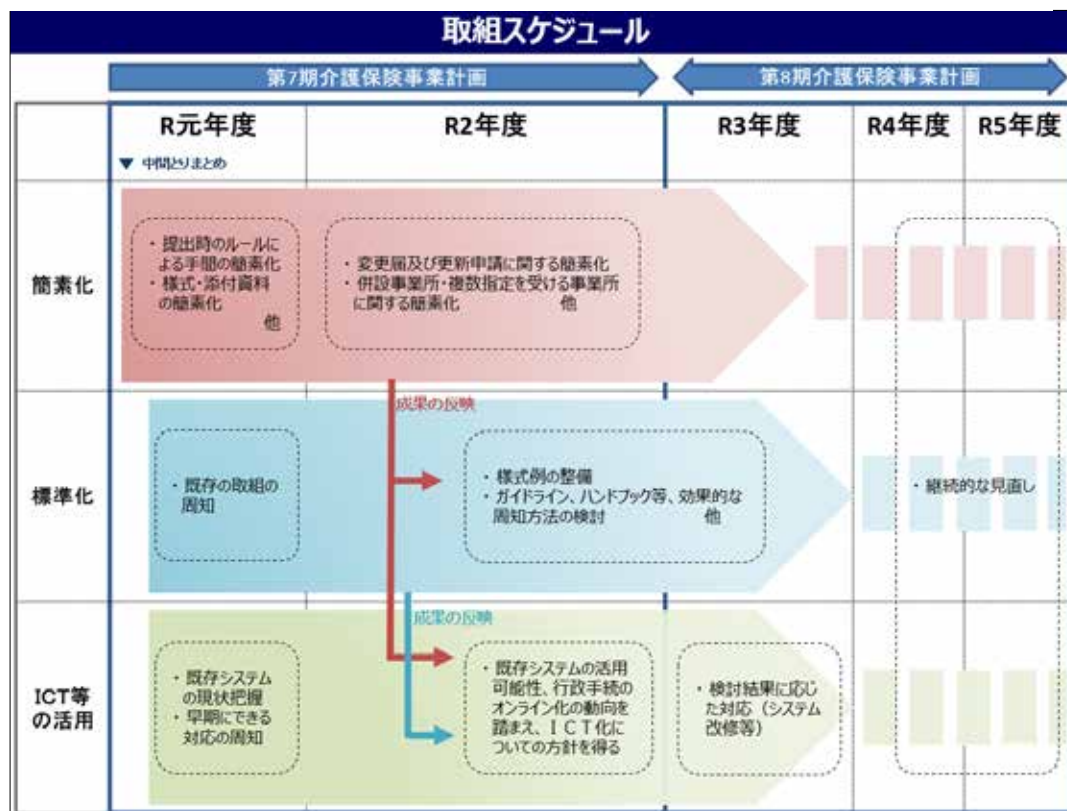 取組スケジュール
第7期介護保険事業計画
第8期介護保険事業計画
R元年度
R2年度
R3年度
R4年度
R5年度
▼ 中間とりまとめ
簡素化
・提出時のルールに
よる手間の簡素化
・様式・添付資料
の簡素化
他
・変更届及び更新申請に関する簡素化
・併設事業所・複数指定を受ける事業所
に関する簡素化　他
成果の反映
標準化
・既存の取組の
周知
・様式例の整備
・ガイドライン、ハンドブック等、効果的な
周知方法の検討　他
・継続的な見直し
成果の反映
ICT等
の活用
・既存システム
の現状把握
・早期にできる
対応の周知
・既存システムの活用
可能性、行政手続の
オンライン化の動向を
踏まえ、ＩＣＴ化に
ついての方針を得る
・検討結果に応じ
た対応（システム
改修等）